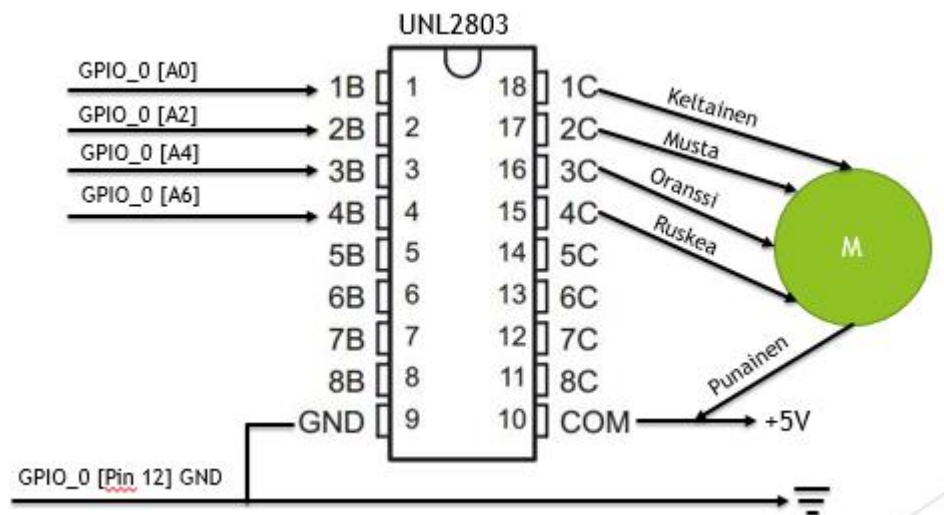 UNL2803
GPIO_0 [A0]
GPIO_0 [A2]
GPIO_0 [A4]
GPIO_0 [A6]
1B 1 18 1C
2B 2 17 2C
3B 3 16 3C
4B 4 15 4C
5B 5 14 5C
6B 6 13 6C
7B 7 12 7C
8B 8 11 8C
GND 9 10 COM
Keltainen
Musta
Oranssi
Ruskea
M
Punainen
+5V
GPIO_0 [Pin 12] GND